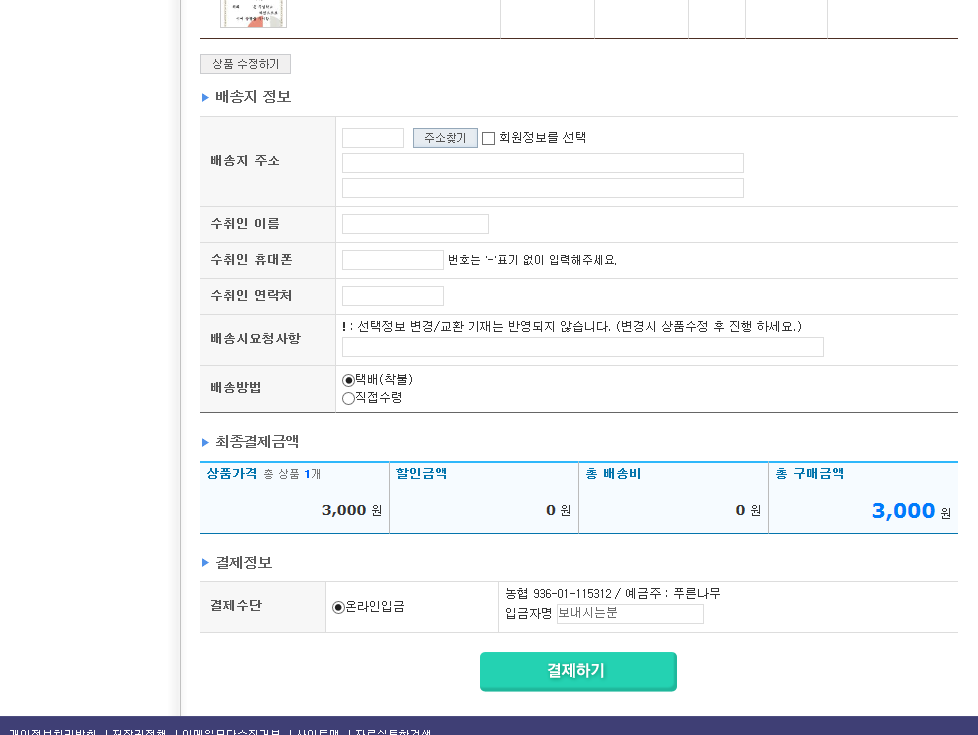 상품 수정하기
배송지 정보
배송지 주소
주소찾기 회원정보를 선택
수취인 이름
수취인 휴대폰
번호는 '-'표기 없이 입력해주세요.
수취인 연락처
배송시요청사항
! : 선택정보 변경/교환 기재는 반영되지 않습니다. (변경시 상품수정 후 진행 하세요.)
배송방법
택배(착불)
직접수령
최종결제금액
상품가격 총 상품 1개 할인금액 총 배송비 총 구매금액
3,000 원 0 원 0 원 3,000 원
결제정보
결제수단
온라인입금
농협 936-01-115312 / 예금주 : 푸른나무
입금자명 보내시는분
결제하기